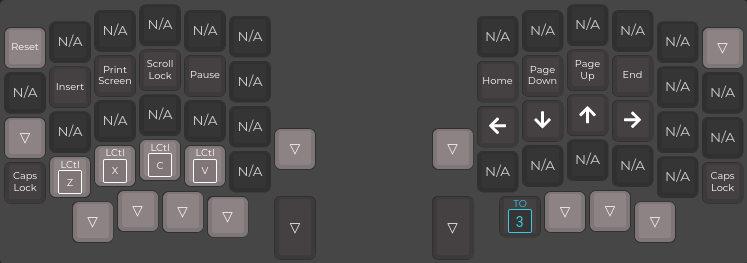 Reset N/A N/A N/A N/A N/A N/A N/A N/A N/A N/A ▽
N/A Insert Print Screen Scroll Lock Pause N/A Home Page Down Page Up End N/A N/A
▽ N/A N/A N/A N/A N/A ← ↓ ↑ → N/A N/A
Caps Lock LCtl Z LCtl X LCtl C LCtl V N/A ▽ ▽ N/A N/A N/A N/A N/A Caps Lock
▽ ▽ ▽ ▽ ▽ ▽ TO 3 ▽ ▽ ▽